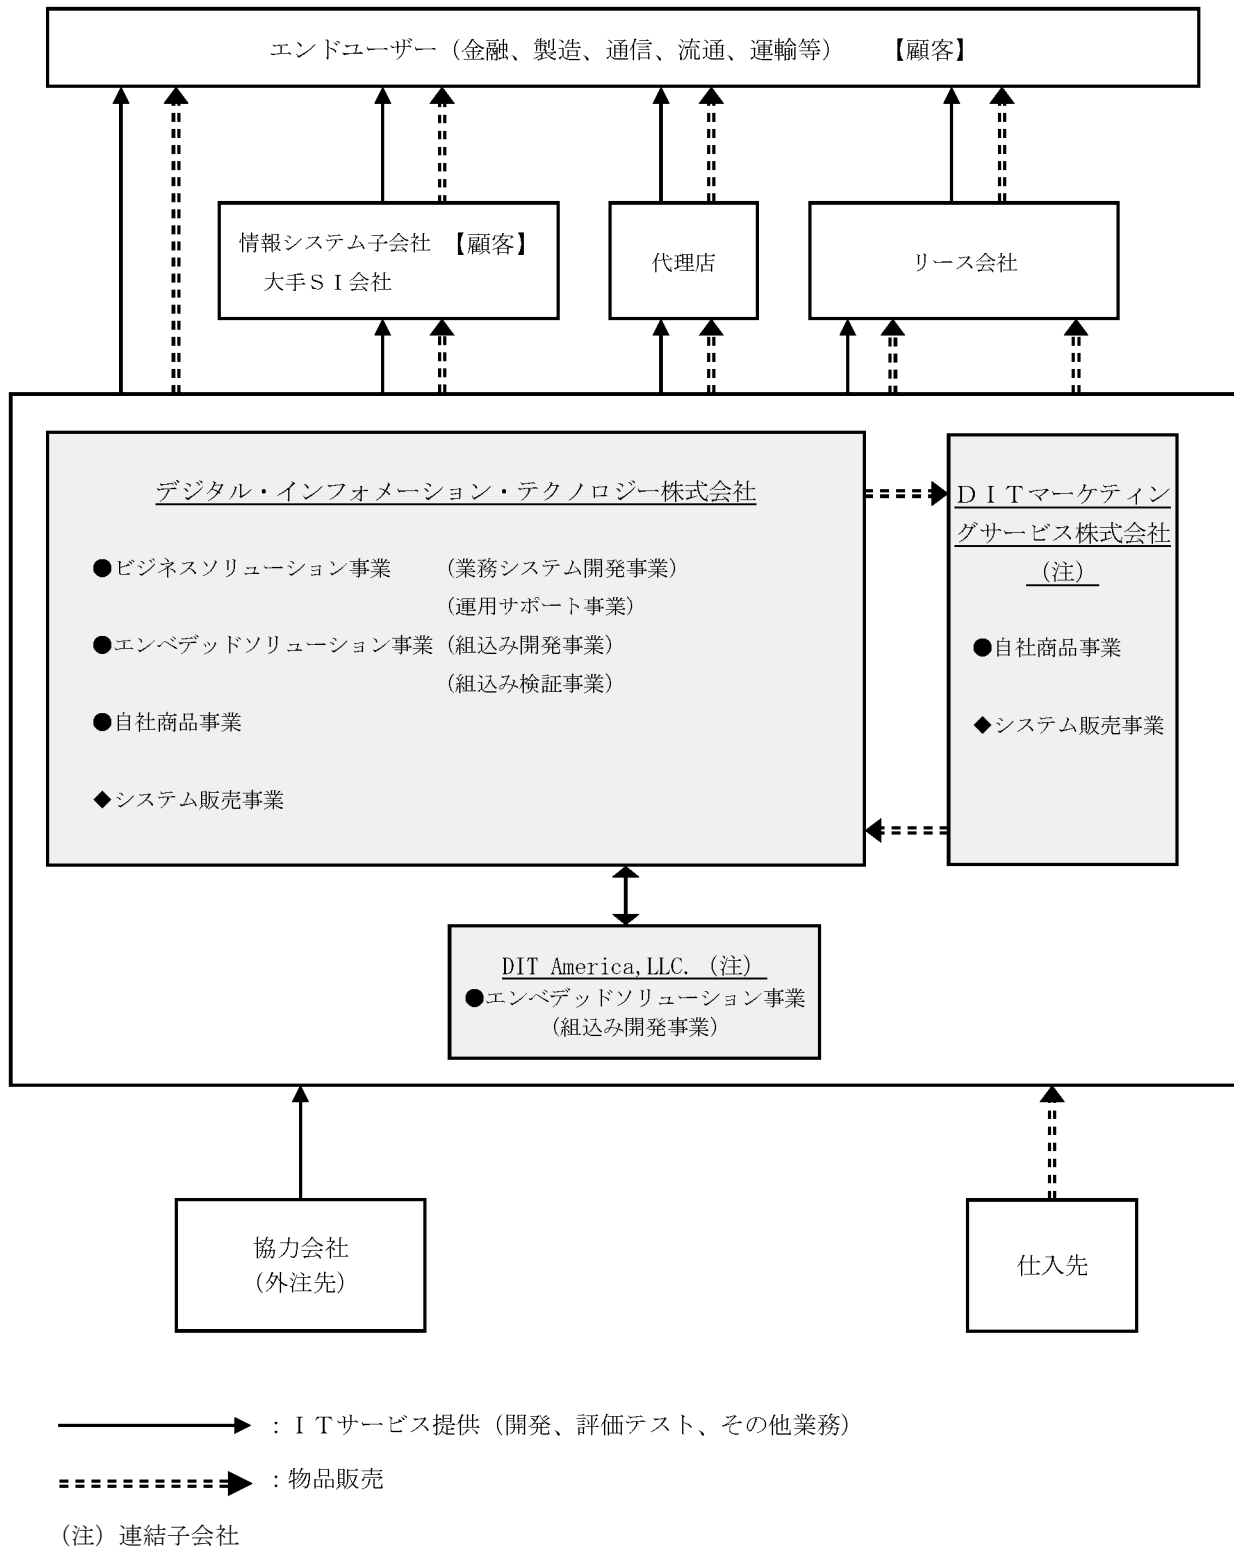 エンドユーザー（金融、製造、通信、流通、運輸等）　【顧客】
情報システム子会社　【顧客】
大手ＳＩ会社
代理店
リース会社
デジタル・インフォメーション・テクノロジー株式会社
●ビジネスソリューション事業　（業務システム開発事業）
（運用サポート事業）
●エンベデッドソリューション事業（組込み開発事業）
（組込み検証事業）
●自社商品事業
◆システム販売事業
ＤＩＴマーケティン
グサービス株式会社
（注）
●自社商品事業
◆システム販売事業
DIT America,LLC.（注）
●エンベデッドソリューション事業
（組込み開発事業）
協力会社
（外注先）
仕入先
：ＩＴサービス提供（開発、評価テスト、その他業務）
：物品販売
（注）連結子会社